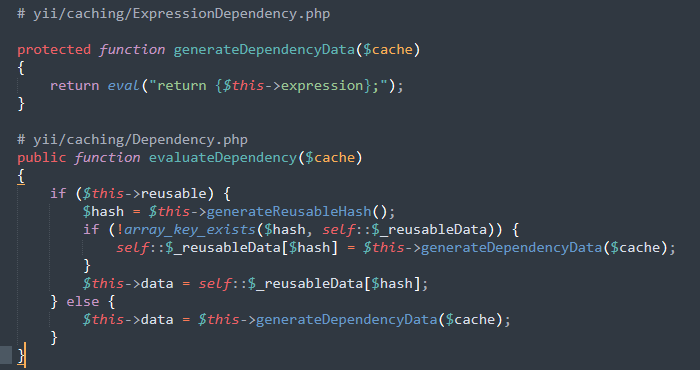 # yii/caching/ExpressionDependency.php
protected function generateDependencyData($cache)
{
return eval("return {$this->expression};");
}
# yii/caching/Dependency.php
public function evaluateDependency($cache)
{
if ($this->reusable) {
$hash = $this->generateReusableHash();
if (!array_key_exists($hash, self::$_reusableData)) {
self::$_reusableData[$hash] = $this->generateDependencyData($cache);
}
$this->data = self::$_reusableData[$hash];
} else {
$this->data = $this->generateDependencyData($cache);
}
}